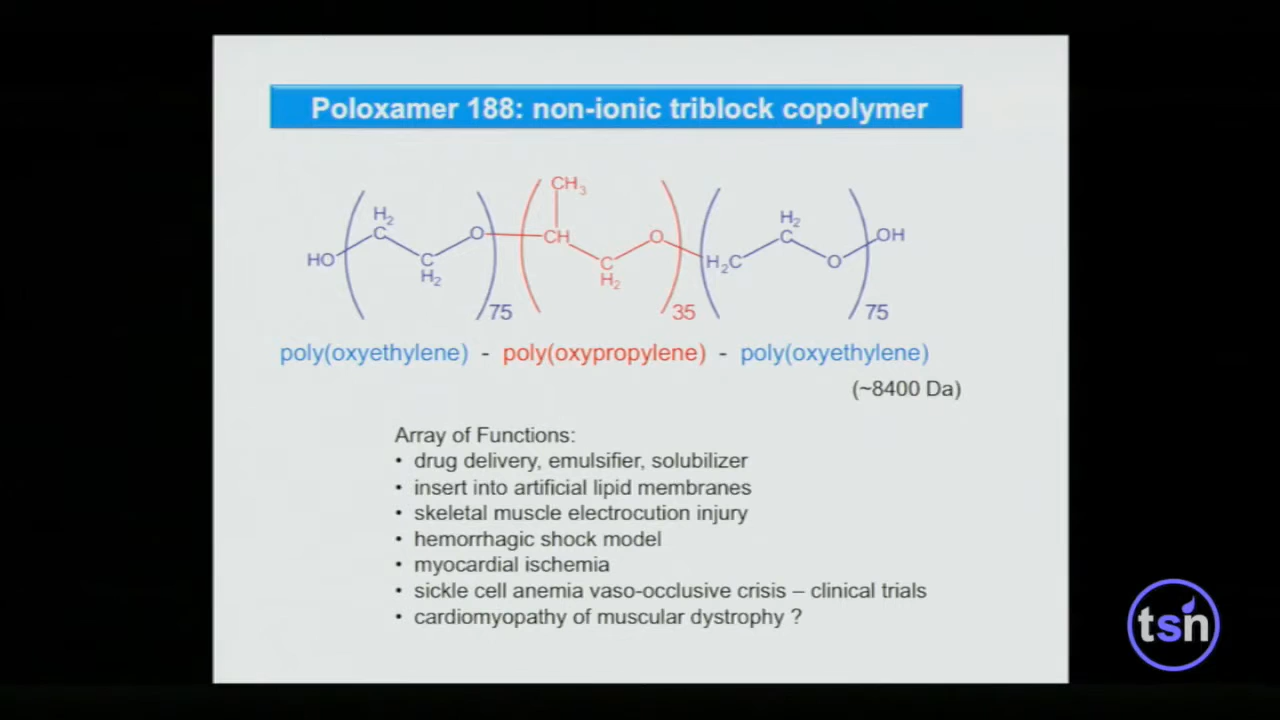 Poloxamer 188: non-ionic triblock copolymer
CH3
H2
C
O
CH
O
H2
C
OH
HO
C
H2
C
H2
H2C
O
75
35
75
poly(oxyethylene) - poly(oxypropylene) - poly(oxyethylene)
(~8400 Da)
Array of Functions:
• drug delivery, emulsifier, solubilizer
• insert into artificial lipid membranes
• skeletal muscle electrocution injury
• hemorrhagic shock model
• myocardial ischemia
• sickle cell anemia vaso-occlusive crisis – clinical trials
• cardiomyopathy of muscular dystrophy ?
tsn